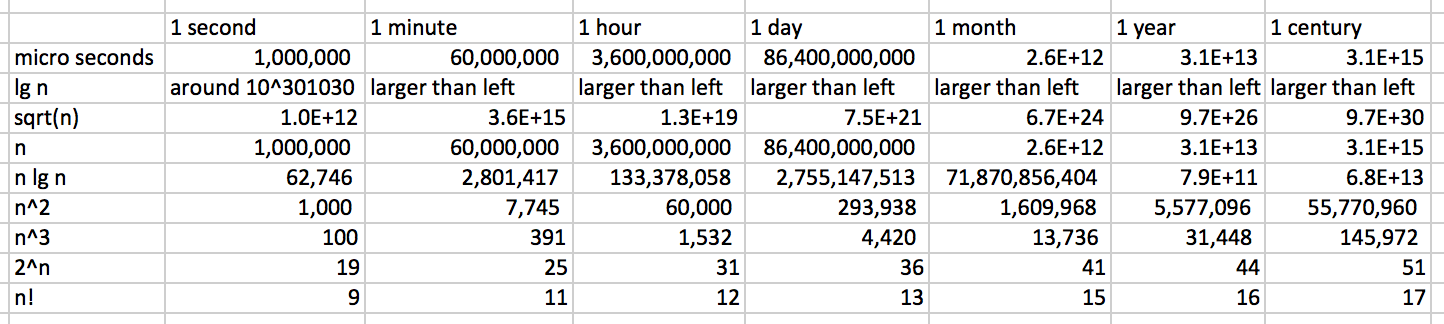 1 second 1 minute 1 hour 1 day 1 month 1 year 1 century
micro seconds 1,000,000 60,000,000 3,600,000,000 86,400,000,000 2.6E+12 3.1E+13 3.1E+15
lg n around 10^301030 larger than left larger than left larger than left larger than left larger than left larger than left
sqrt(n) 1.0E+12 3.6E+15 1.3E+19 7.5E+21 6.7E+24 9.7E+26 9.7E+30
n 1,000,000 60,000,000 3,600,000,000 86,400,000,000 2.6E+12 3.1E+13 3.1E+15
n lg n 62,746 2,801,417 133,378,058 2,755,147,513 71,870,856,404 7.9E+11 6.8E+13
n^2 1,000 7,745 60,000 293,938 1,609,968 5,577,096 55,770,960
n^3 100 391 1,532 4,420 13,736 31,448 145,972
2^n 19 25 31 36 41 44 51
n! 9 11 12 13 15 16 17